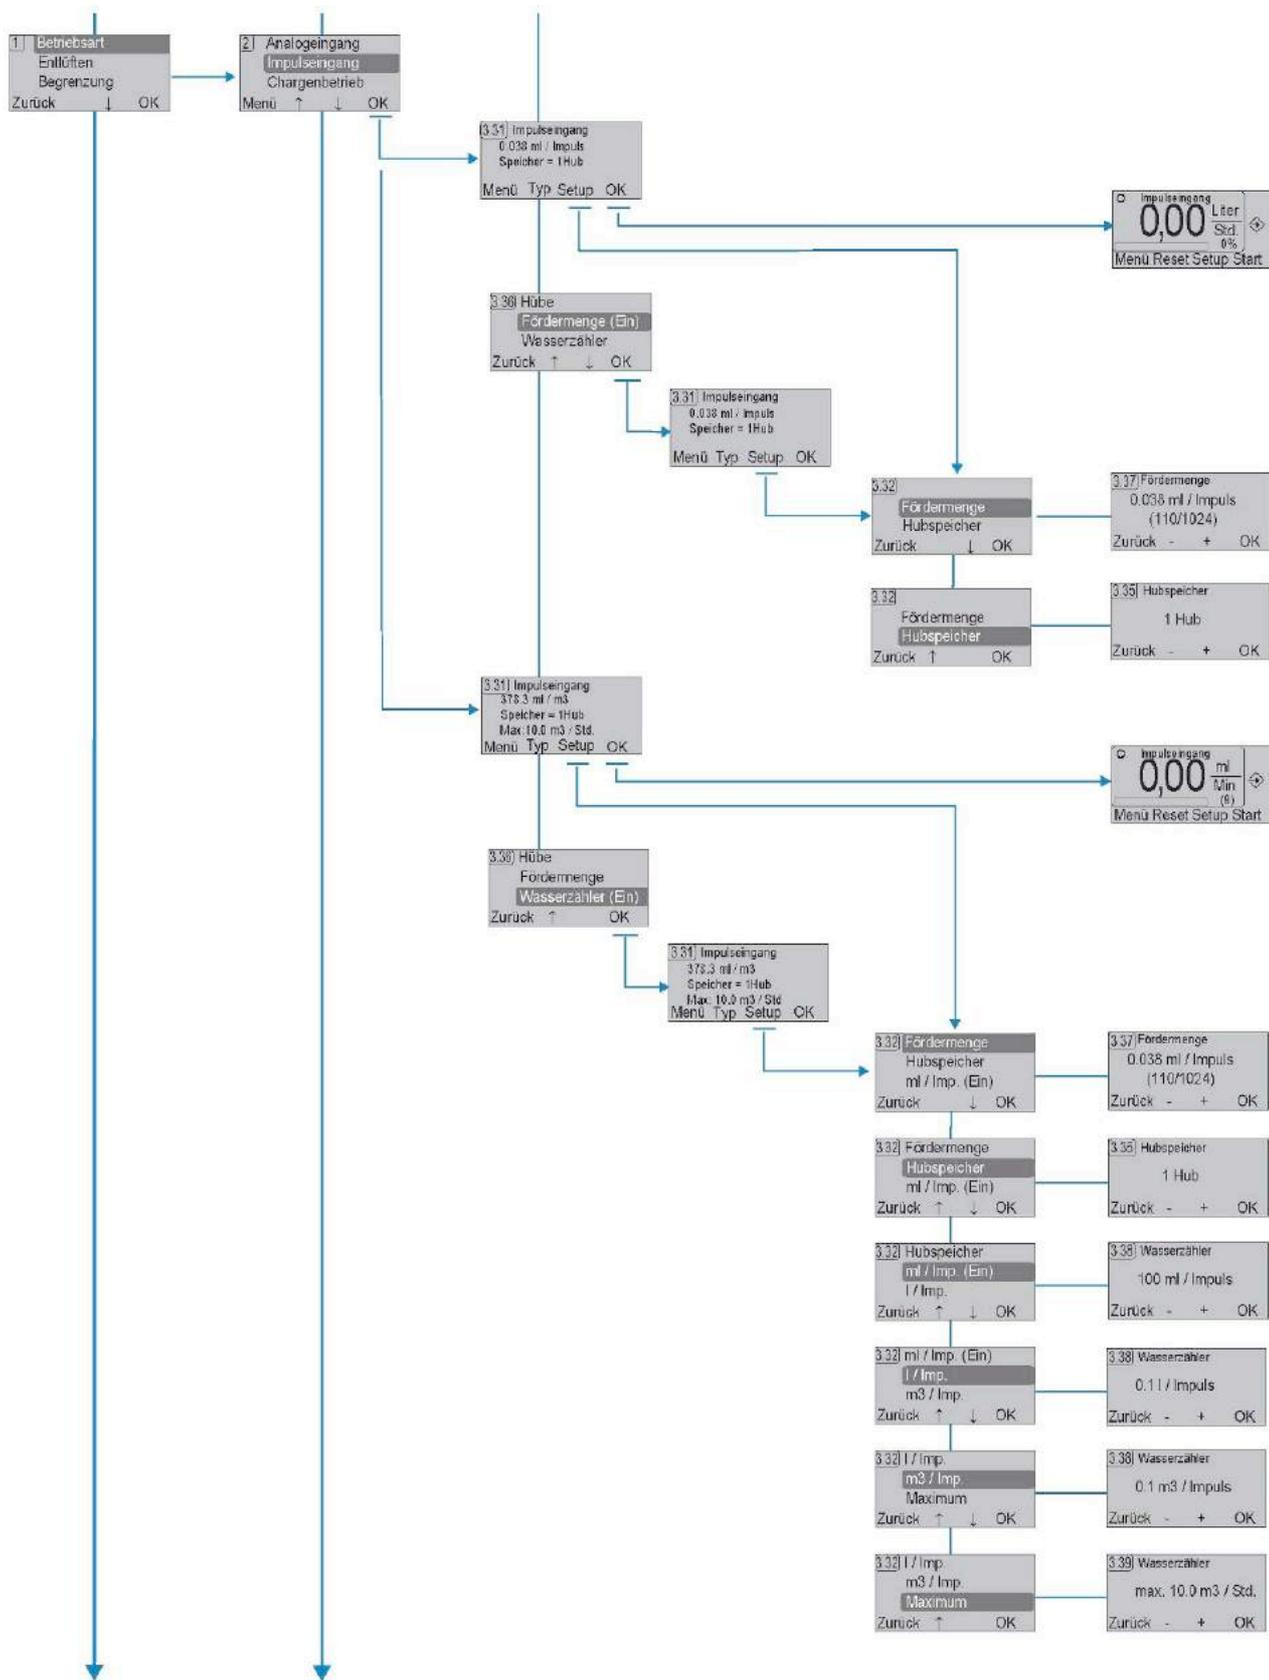 1 Betriebsart
Entlüften
Begrenzung
Zurück ↓ OK
2 Analogeingang
Impulseingang
Chargenbetrieb
Menü ↑ ↓ OK
3.31 Impulseingang
0.038 ml / Impuls
Speicher = 1Hub
Menü Typ Setup OK
Impulseingang
0,00 Liter
Std.
0%
Menü Reset Setup Start
3.36 Hübe
Fördermenge (Ein)
Wasserzähler
Zurück ↑ ↓ OK
3.31 Impulseingang
0.038 ml / Impuls
Speicher = 1Hub
Menü Typ Setup OK
3.32
Fördermenge
Hubspeicher
Zurück ↓ OK
3.37 Fördermenge
0.038 ml / Impuls
(110/1024)
Zurück - + OK
3.32
Fördermenge
Hubspeicher
Zurück ↑ OK
3.35 Hubspeicher
1 Hub
Zurück - + OK
3.31 Impulseingang
378.3 ml / m3
Speicher = 1Hub
Max:10.0 m3 / Std.
Menü Typ Setup OK
Impulseingang
0,00 ml
Min
Menü Reset Setup Start
3.36 Hübe
Fördermenge
Wasserzähler (Ein)
Zurück ↑ OK
3.31 Impulseingang
378.3 ml / m3
Speicher = 1Hub
Max: 10.0 m3 / Std
Menü Typ Setup OK
3.32 Fördermenge
Hubspeicher
ml / Imp. (Ein)
Zurück ↓ OK
3.37 Fördermenge
0.038 ml / Impuls
(110/1024)
Zurück - + OK
3.32 Fördermenge
Hubspeicher
ml / Imp. (Ein)
Zurück ↑ ↓ OK
3.35 Hubspeicher
1 Hub
Zurück - + OK
3.32 Hubspeicher
ml / Imp. (Ein)
l / Imp.
Zurück ↑ ↓ OK
3.38 Wasserzähler
100 ml / Impuls
Zurück - + OK
3.32 ml / Imp. (Ein)
l / Imp.
m3 / Imp.
Zurück ↑ ↓ OK
3.38 Wasserzähler
0.1 l / Impuls
Zurück - + OK
3.32 l / Imp.
m3 / Imp.
Maximum
Zurück ↑ ↓ OK
3.38 Wasserzähler
0.1 m3 / Impuls
Zurück - + OK
3.32 l / Imp.
m3 / Imp.
Maximum
Zurück ↑ OK
3.39 Wasserzähler
max. 10.0 m3 / Std.
Zurück - + OK